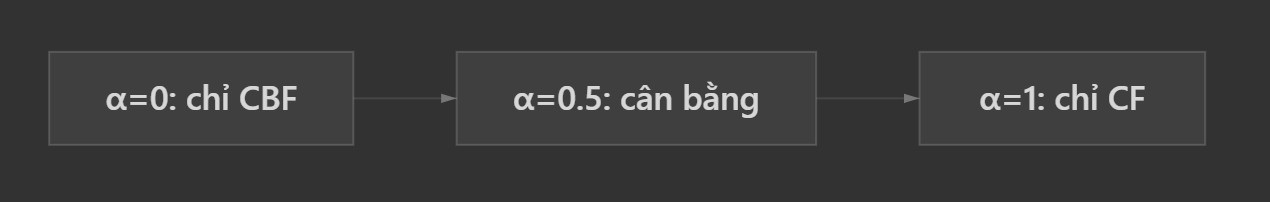 α=0: chỉ CBF
α=0.5: cân bằng
α=1: chỉ CF